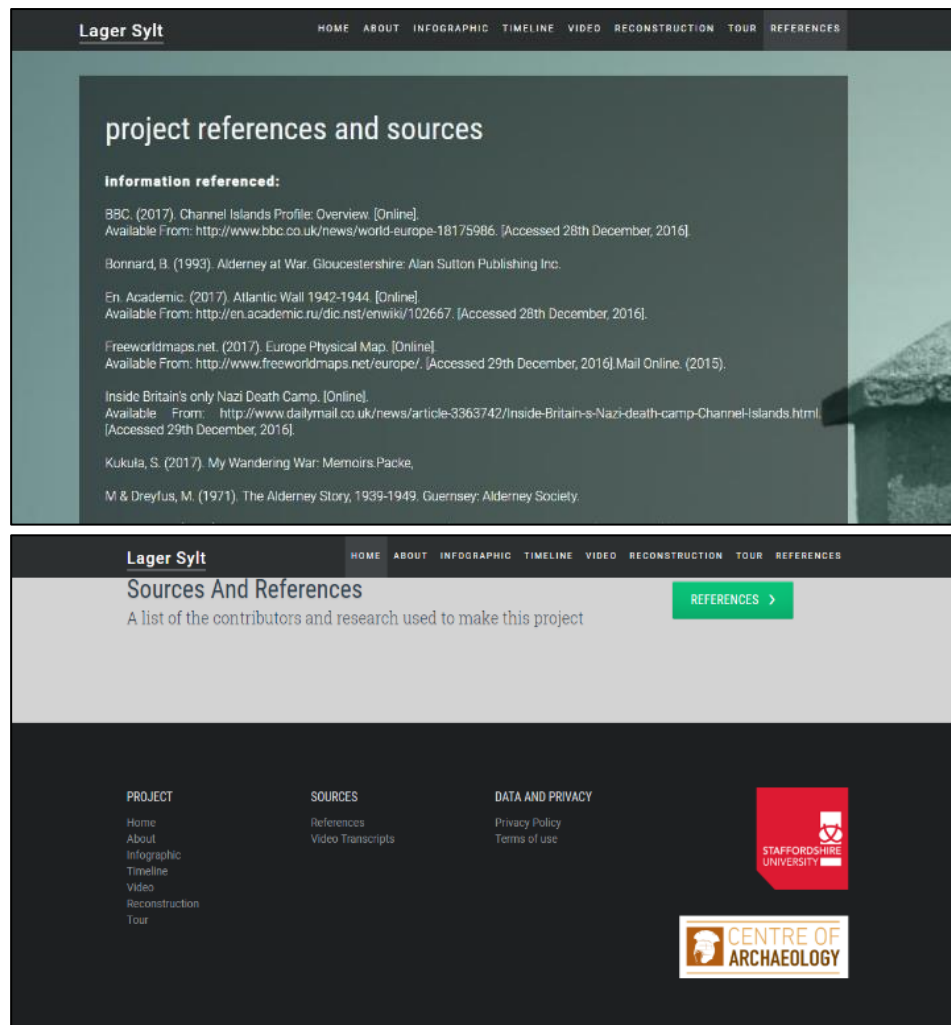 Lager Sylt
HOME ABOUT INFOGRAPHIC TIMELINE VIDEO RECONSTRUCTION TOUR REFERENCES
project references and sources
Information referenced:
BBC. (2017). Channel Islands Profile: Overview. [Online].
Available From: http://www.bbc.co.uk/news/world-europe-18175986. [Accessed 28th December, 2016].
Bonnard, B. (1993). Alderney at War. Gloucestershire: Alan Sutton Publishing Inc.
En. Academic. (2017). Atlantic Wall 1942-1944. [Online].
Available From: http://en.academic.ru/dic.nst/enwiki/102667. [Accessed 28th December, 2016].
Freeworldmaps.net. (2017). Europe Physical Map. [Online].
Available From: http://www.freeworldmaps.net/europe/. [Accessed 29th December, 2016].Mail Online. (2015).
Inside Britain's only Nazi Death Camp. [Online].
Available From: http://www.dailymail.co.uk/news/article-3363742/Inside-Britain-s-Nazi-death-camp-Channel-Islands.html.
[Accessed 29th December, 2016].
Kukuła, S. (2017). My Wandering War: Memoirs.Packe,
M & Dreyfus, M. (1971). The Alderney Story, 1939-1949. Guernsey: Alderney Society.
Lager Sylt
HOME ABOUT INFOGRAPHIC TIMELINE VIDEO RECONSTRUCTION TOUR REFERENCES
Sources And References
REFERENCES >
A list of the contributors and research used to make this project
PROJECT
Home
About
Infographic
Timeline
Video
Reconstruction
Tour
SOURCES
References
Video Transcripts
DATA AND PRIVACY
Privacy Policy
Terms of use
STAFFORDSHIRE
UNIVERSITY
CENTRE OF
ARCHAEOLOGY